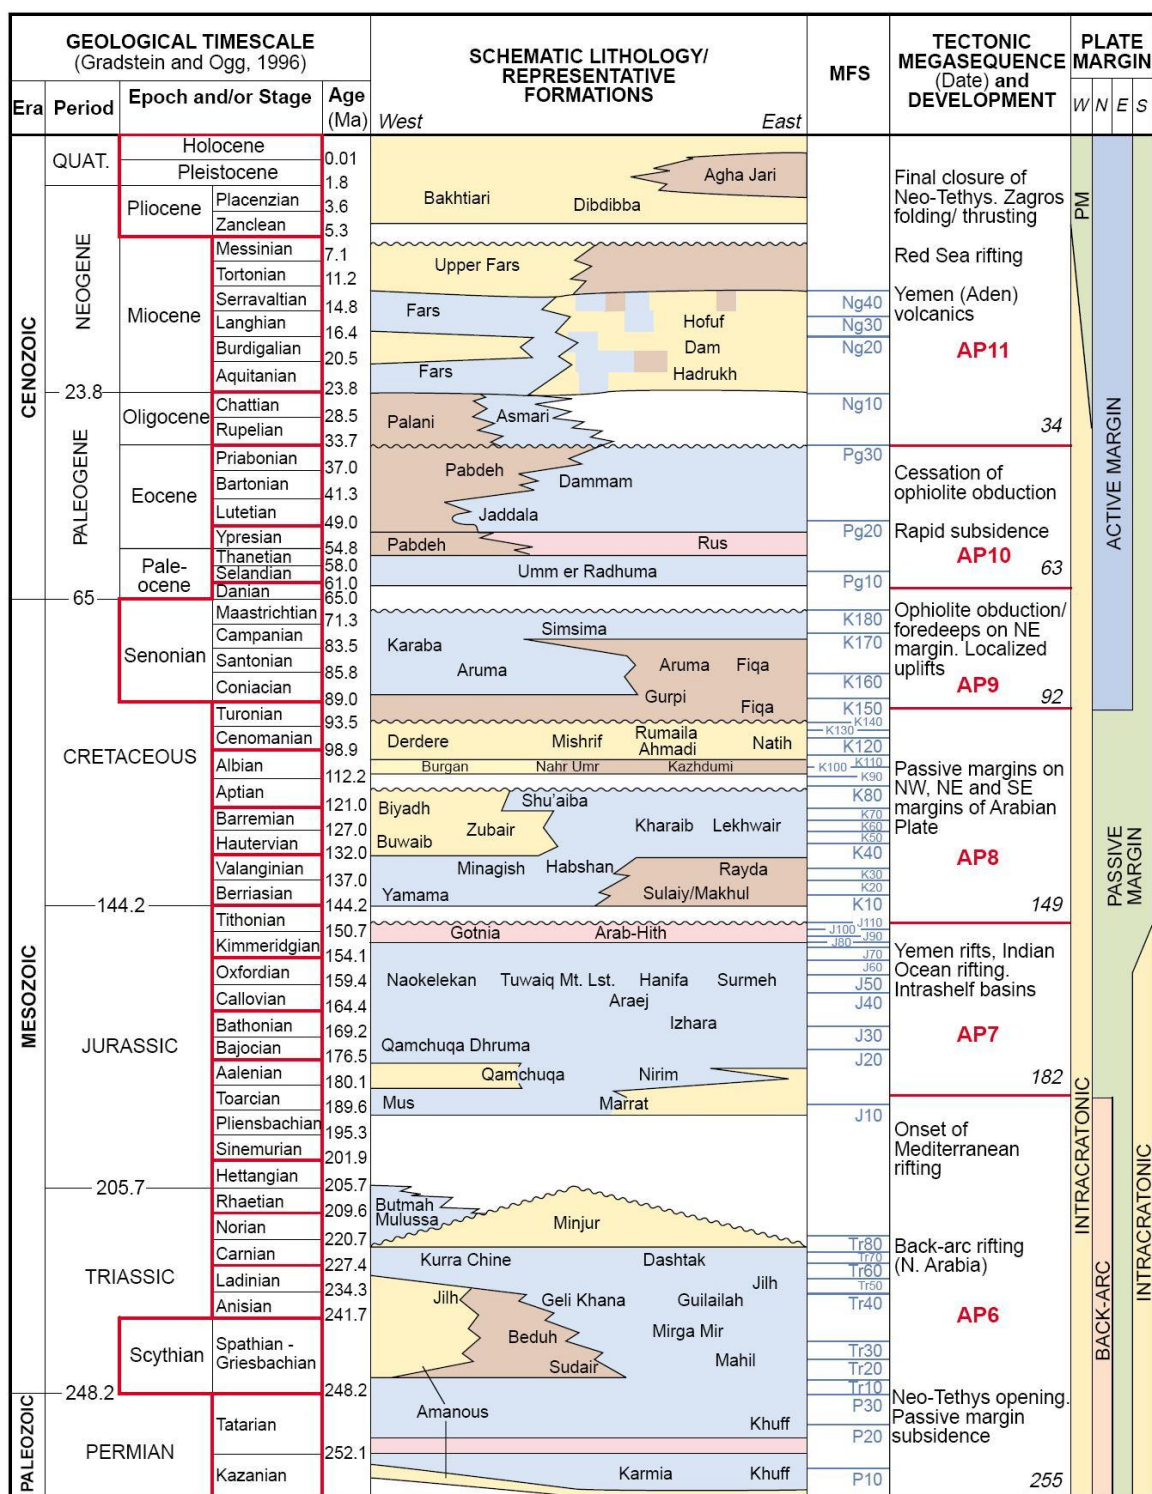 GEOLOGICAL TIMESCALE
(Gradstein and Ogg, 1996)
Era
Period
Epoch and/or Stage
Age
(Ma)
SCHEMATIC LITHOLOGY/
REPRESENTATIVE
FORMATIONS
West
East
MFS
TECTONIC
MEGASEQUENCE
(Date) and
DEVELOPMENT
PLATE
MARGIN
W
N
E
S
CENOZOIC
MESOZOIC
PALEOZOIC
QUAT.
NEOGENE
23.8
PALEOGENE
65
CRETACEOUS
144.2
JURASSIC
205.7
TRIASSIC
248.2
PERMIAN
Holocene
Pleistocene
Pliocene
Placenzian
Zanclean
Miocene
Messinian
Tortonian
Serravaltian
Langhian
Burdigalian
Aquitanian
Oligocene
Chattian
Rupelian
Eocene
Priabonian
Bartonian
Lutetian
Ypresian
Pale-
ocene
Thanetian
Selandian
Danian
Senonian
Maastrichtian
Campanian
Santonian
Coniacian
Turonian
Cenomanian
Albian
Aptian
Barremian
Hautervian
Valanginian
Berriasian
Tithonian
Kimmeridgian
Oxfordian
Callovian
Bathonian
Bajocian
Aalenian
Toarcian
Pliensbachian
Sinemurian
Hettangian
Rhaetian
Norian
Carnian
Ladinian
Anisian
Scythian
Spathian -
Griesbachian
Tatarian
Kazanian
0.01
1.8
3.6
5.3
7.1
11.2
14.8
16.4
20.5
23.8
28.5
33.7
37.0
41.3
49.0
54.8
58.0
61.0
65.0
71.3
83.5
85.8
89.0
93.5
98.9
112.2
121.0
127.0
132.0
137.0
144.2
150.7
154.1
159.4
164.4
169.2
176.5
180.1
189.6
195.3
201.9
205.7
209.6
220.7
227.4
234.3
241.7
248.2
252.1
Agha Jari
Bakhtiari
Dibdibba
Upper Fars
Fars
Hofuf
Dam
Fars
Hadrukh
Palani
Asmari
Pabdeh
Dammam
Jaddala
Pabdeh
Rus
Umm er Radhuma
Simsima
Karaba
Aruma
Aruma
Fiqa
Gurpi
Fiqa
Derdere
Mishrif
Rumaila
Ahmadi
Natih
Burgan
Nahr Umr
Kazhdumi
Biyadh
Shu'aiba
Zubair
Kharaib
Lekhwair
Buwaib
Minagish
Habshan
Rayda
Yamama
Sulaiy/Makhul
Gotnia
Arab-Hith
Naokelekan
Tuwaiq Mt. Lst.
Hanifa
Surmeh
Araej
Izhara
Qamchuqa Dhruma
Qamchuqa
Nirim
Mus
Marrat
Butmah
Mulussa
Minjur
Kurra Chine
Dashtak
Jilh
Jilh
Geli Khana
Guilailah
Beduh
Mirga Mir
Sudair
Mahil
Amanous
Khuff
Karmia
Khuff
Ng40
Ng30
Ng20
Ng10
Pg30
Pg20
Pg10
K180
K170
K160
K150
K140
K130
K120
K110
K100
K90
K80
K70
K60
K50
K40
K30
K20
K10
J110
J100
J90
J80
J70
J60
J50
J40
J30
J20
J10
Tr80
Tr70
Tr60
Tr50
Tr40
Tr30
Tr20
Tr10
P30
P20
P10
Final closure of
Neo-Tethys. Zagros
folding/ thrusting
Red Sea rifting
Yemen (Aden)
volcanics
AP11
34
Cessation of
ophiolite obduction
Rapid subsidence
AP10
63
Ophiolite obduction/
foredeeps on NE
margin. Localized
uplifts
AP9
92
Passive margins on
NW, NE and SE
margins of Arabian
Plate
AP8
149
Yemen rifts, Indian
Ocean rifting.
Intrashelf basins
AP7
182
Onset of
Mediterranean
rifting
Back-arc rifting
(N. Arabia)
AP6
Neo-Tethys opening.
Passive margin
subsidence
255
PM
ACTIVE MARGIN
PASSIVE
MARGIN
INTRACRATONIC
BACK-ARC
INTRACRATONIC